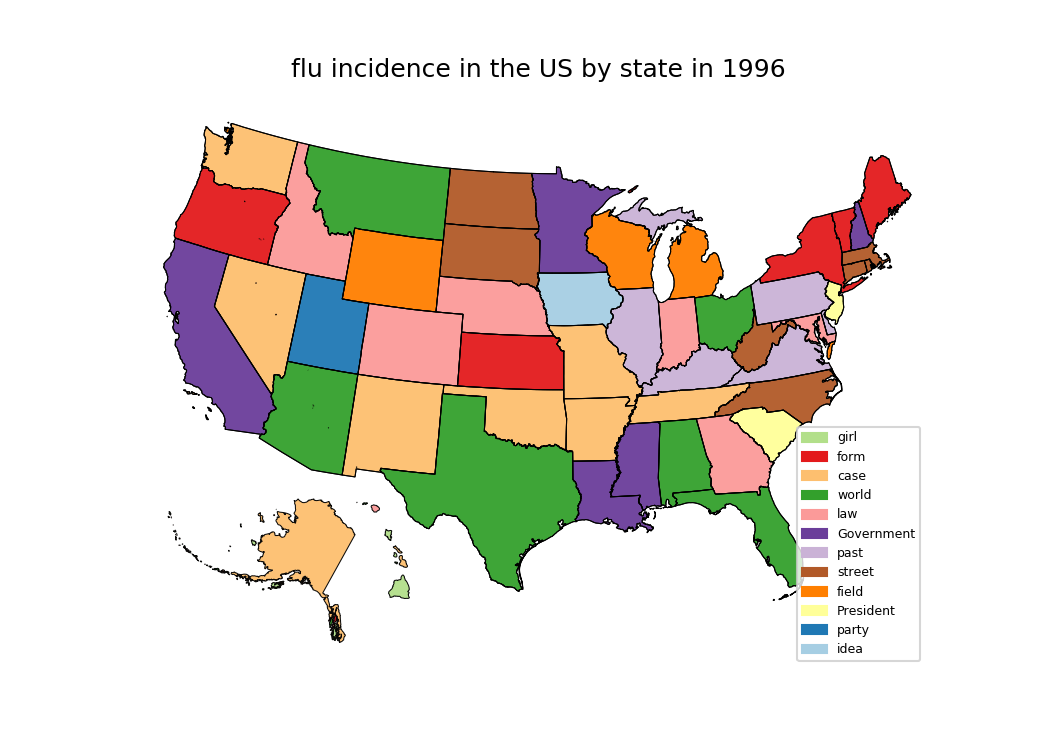 flu incidence in the US by state in 1996
girl
form
case
world
law
Government
past
street
field
President
party
idea